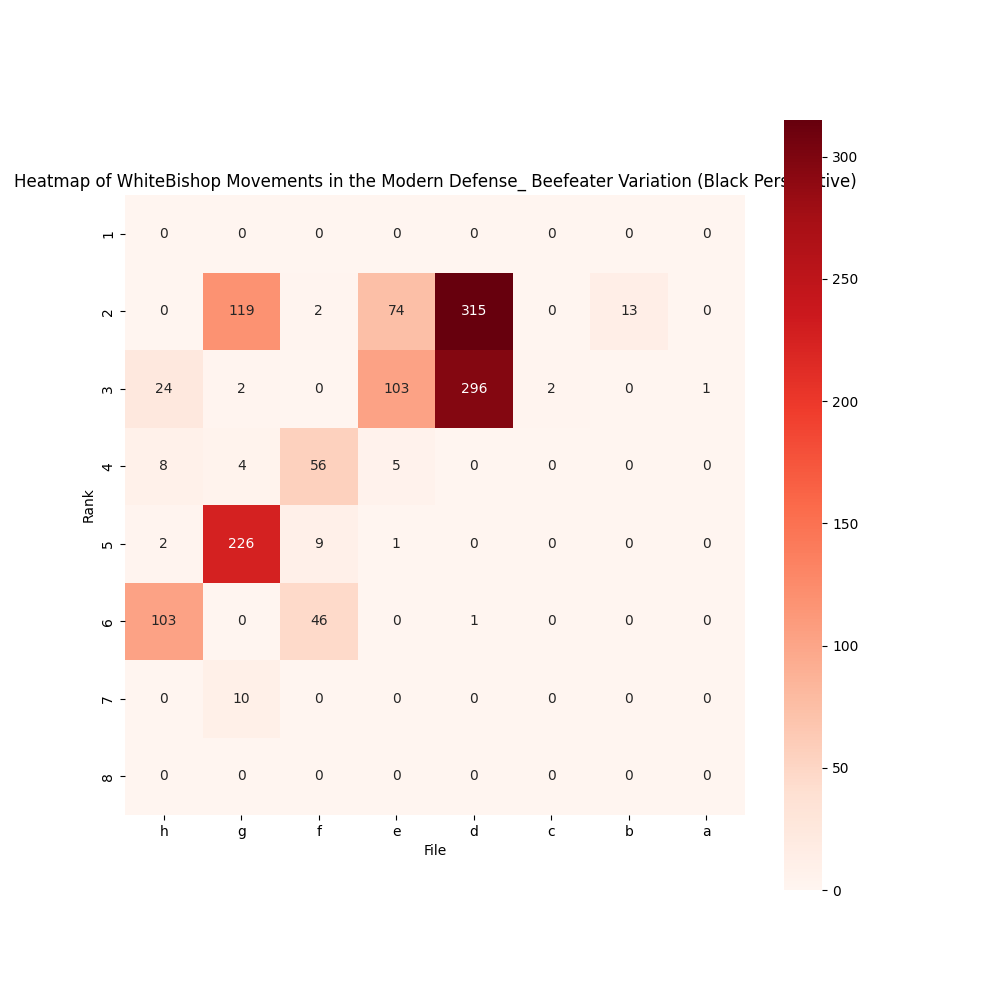 Heatmap of WhiteBishop Movements in the Modern Defense_ Beefeater Variation (Black Perspective)
300
250
200
150
100
50
0
Rank
1 0 0 0 0 0 0 0 0
2 0 119 2 74 315 0 13 0
3 24 2 0 103 296 2 0 1
4 8 4 56 5 0 0 0 0
5 2 226 9 1 0 0 0 0
6 103 0 46 0 1 0 0 0
7 0 10 0 0 0 0 0 0
8 0 0 0 0 0 0 0 0
h g f e d c b a
File